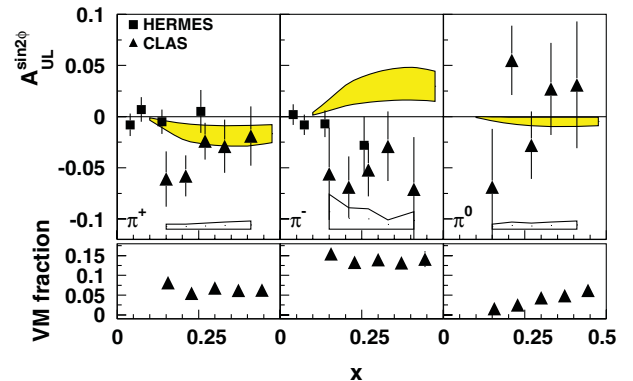 A_UL^sin2ϕ
■ HERMES
▲ CLAS
0.1
0.05
0
-0.05
-0.1
π+
π-
π0
VM fraction
0.15
0.10
0.05
0
0 0.25 0 0.25 0 0.25 0.5
x